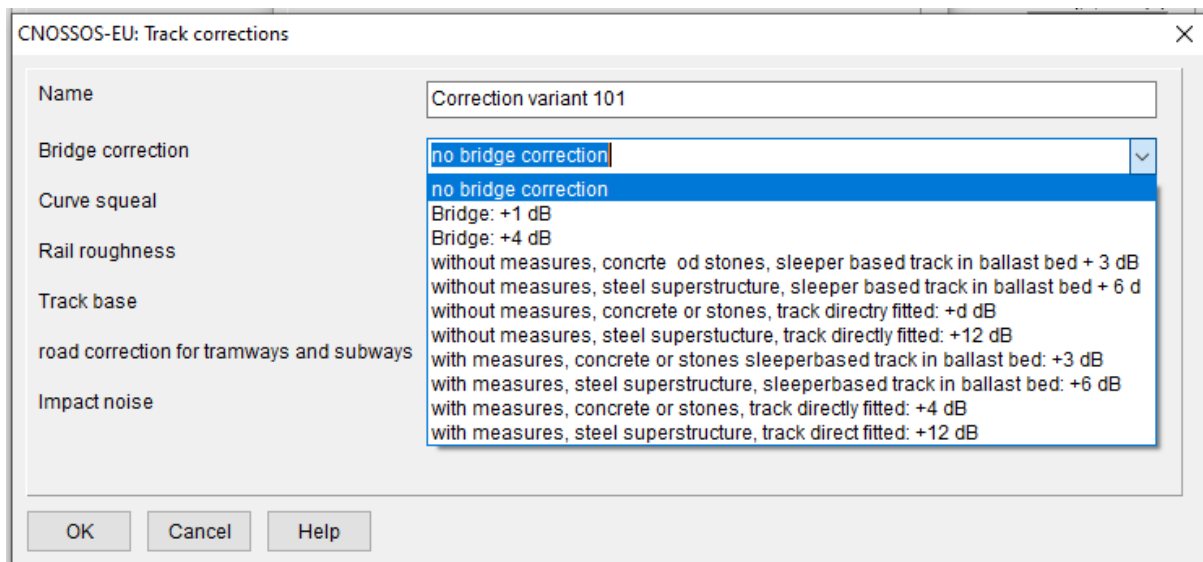 CNOSSOS-EU: Track corrections
Name
Correction variant 101
Bridge correction
no bridge correction
no bridge correction
Bridge: +1 dB
Bridge: +4 dB
without measures, concrte od stones, sleeper based track in ballast bed + 3 dB
without measures, steel superstructure, sleeper based track in ballast bed + 6 d
without measures, concrete or stones, track directry fitted: +d dB
without measures, steel superstucture, track directly fitted: +12 dB
with measures, concrete or stones sleeperbased track in ballast bed: +3 dB
with measures, steel superstructure, sleeperbased track in ballast bed: +6 dB
with measures, concrete or stones, track directly fitted: +4 dB
with measures, steel superstructure, track direct fitted: +12 dB
Curve squeal
Rail roughness
Track base
road correction for tramways and subways
Impact noise
OK
Cancel
Help